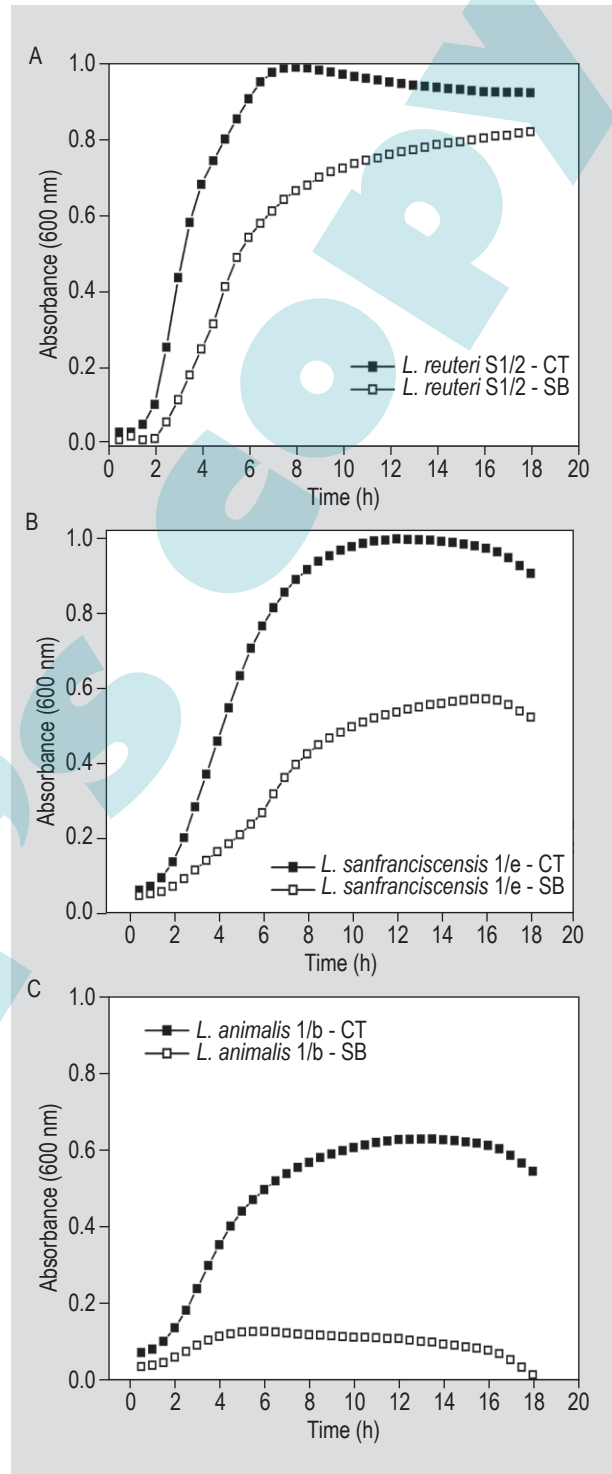 A
1.0
0.8
0.6
0.4
0.2
0.0
Absorbance (600 nm)
L. reuteri S1/2 - CT
L. reuteri S1/2 - SB
0 2 4 6 8 10 12 14 16 18 20
Time (h)
B
1.0
0.8
0.6
0.4
0.2
0.0
Absorbance (600 nm)
L. sanfranciscensis 1/e - CT
L. sanfranciscensis 1/e - SB
0 2 4 6 8 10 12 14 16 18 20
Time (h)
C
1.0
0.8
0.6
0.4
0.2
0.0
Absorbance (600 nm)
L. animalis 1/b - CT
L. animalis 1/b - SB
0 2 4 6 8 10 12 14 16 18 20
Time (h)
's copy